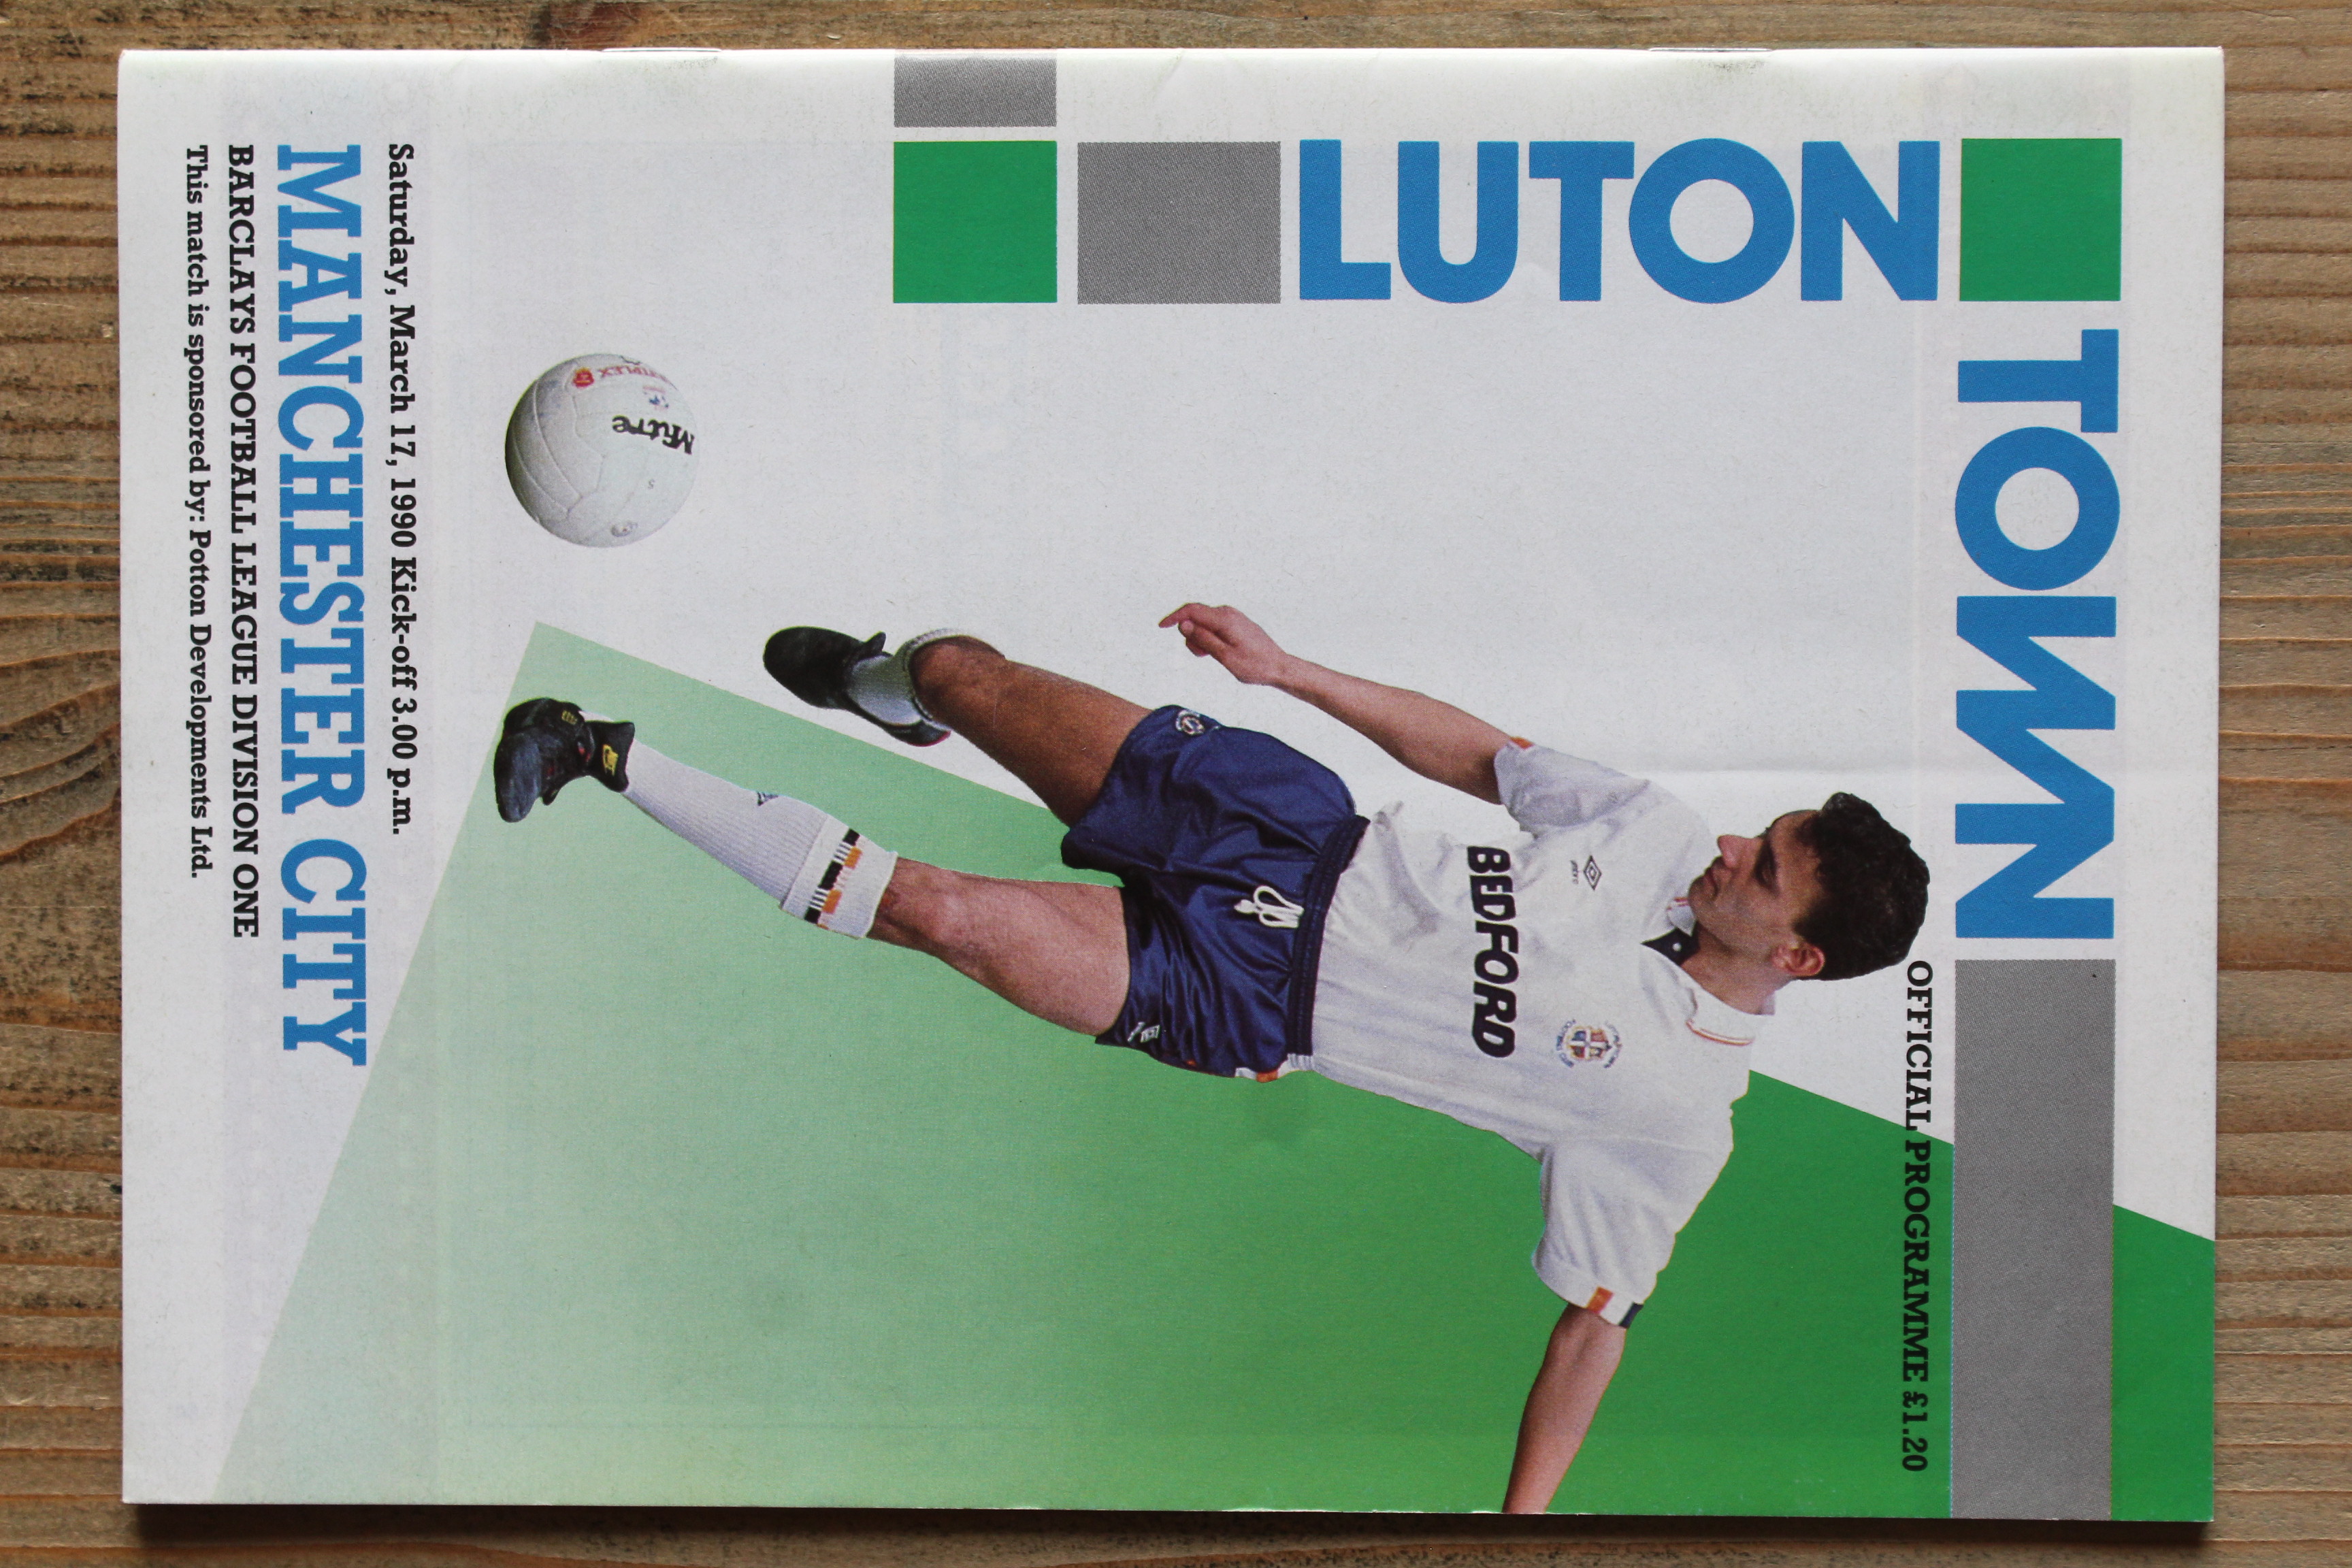 LUTON
TOWN
OFFICIAL PROGRAMME £1.20
BEDFORD
Mitre
Saturday, March 17, 1990 Kick-off 3.00 p.m.
MANCHESTER CITY
BARCLAYS FOOTBALL LEAGUE DIVISION ONE
This match is sponsored by: Potton Developments Ltd.